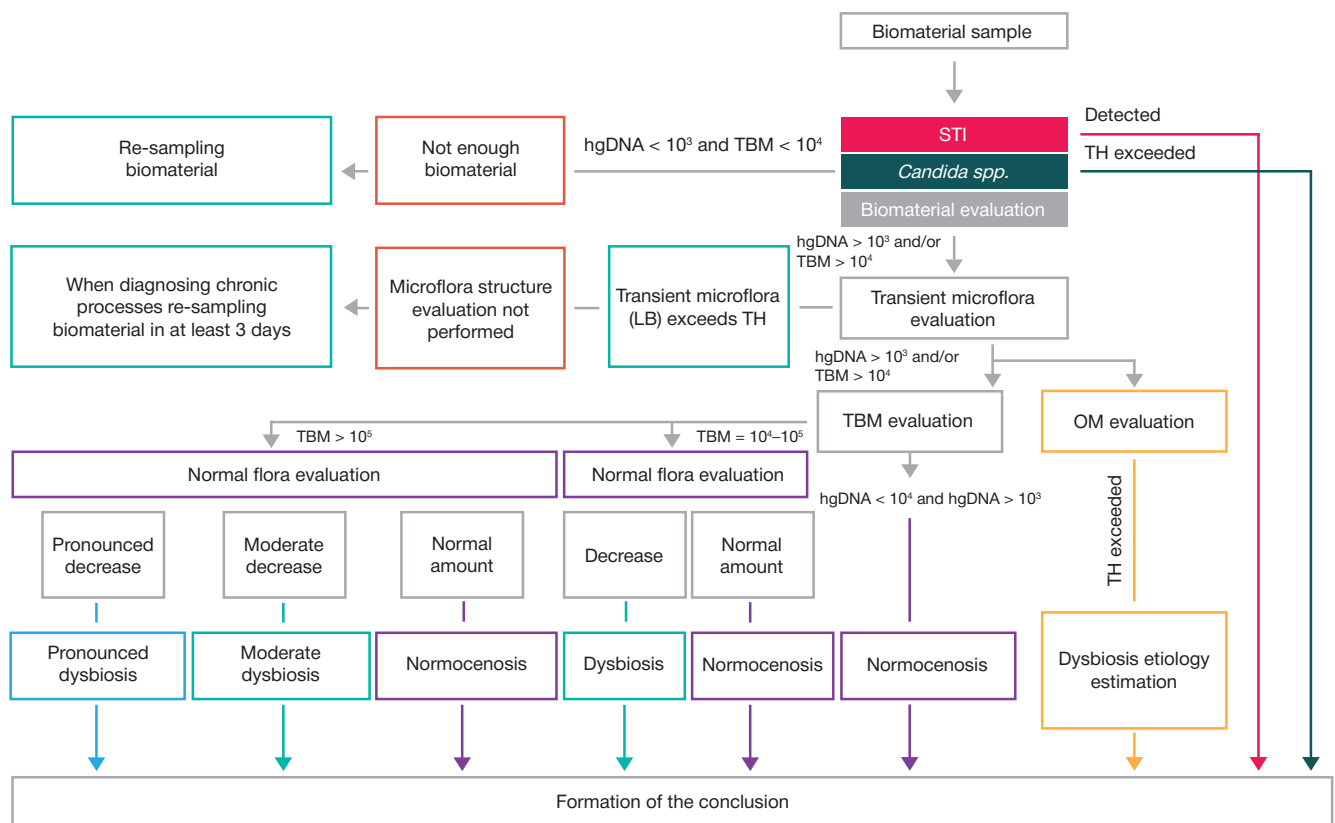 Biomaterial sample
STI
Candida spp.
Biomaterial evaluation
Detected
TH exceeded
hgDNA < 10³ and TBM < 10⁴
Not enough
biomaterial
Re-sampling
biomaterial
hgDNA > 10³ and/or
TBM > 10⁴
Transient microflora
evaluation
Transient microflora
(LB) exceeds TH
Microflora structure
evaluation not
performed
When diagnosing chronic
processes re-sampling
biomaterial in at least 3 days
hgDNA > 10³ and/or
TBM > 10⁴
TBM evaluation
OM evaluation
TBM > 10⁵
TBM = 10⁴–10⁵
Normal flora evaluation
Normal flora evaluation
hgDNA < 10⁴ and hgDNA > 10³
TH exceeded
Pronounced
decrease
Moderate
decrease
Normal
amount
Decrease
Normal
amount
Pronounced
dysbiosis
Moderate
dysbiosis
Normocenosis
Dysbiosis
Normocenosis
Normocenosis
Dysbiosis etiology
estimation
Formation of the conclusion